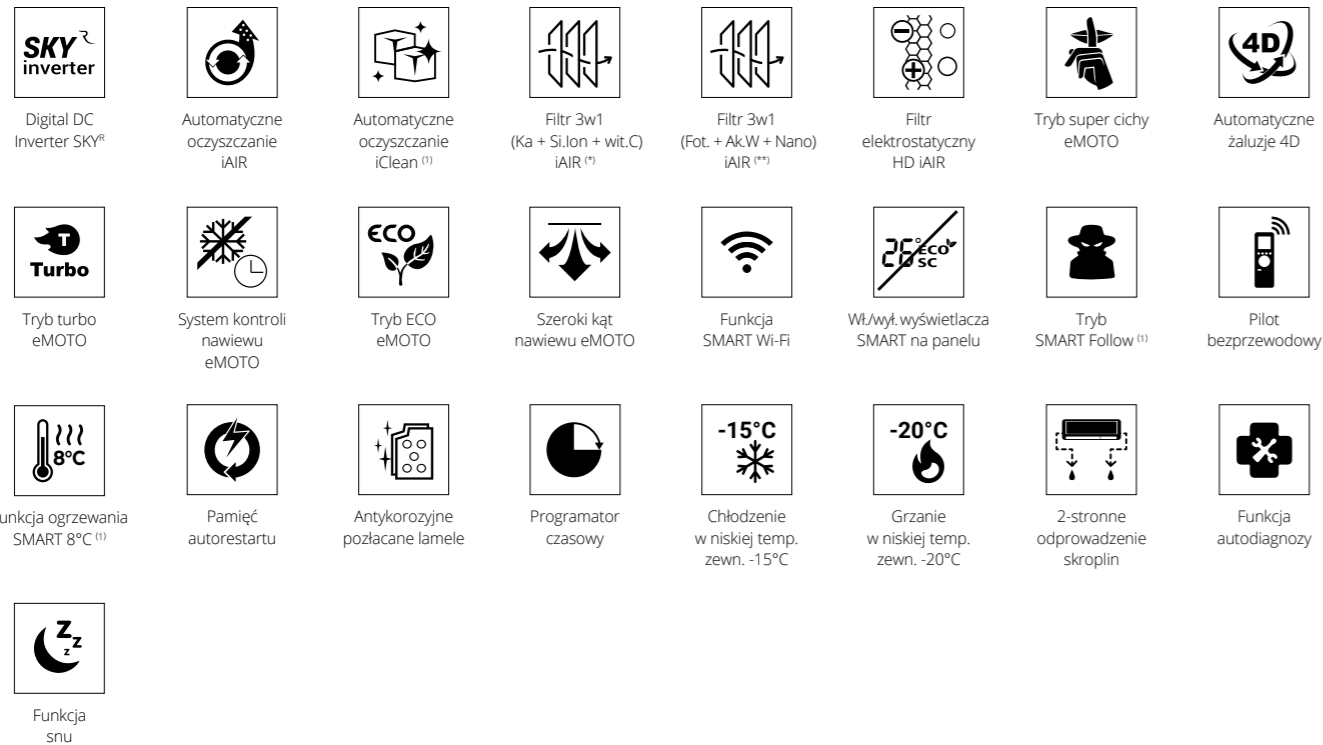 SKY R
inverter
Digital DC
Inverter SKYᴿ
Automatyczne
oczyszczanie
iAIR
Automatyczne
oczyszczanie
iClean (1)
Filtr 3w1
(Ka + Si.Ion + wit.C)
iAIR (*)
Filtr 3w1
(Fot. + Ak.W + Nano)
iAIR (**)
Filtr
elektrostatyczny
HD iAIR
Tryb super cichy
eMOTO
4D
Automatyczne
żaluzje 4D
T
Turbo
Tryb turbo
eMOTO
System kontroli
nawiewu
eMOTO
ECO
Tryb ECO
eMOTO
Szeroki kąt
nawiewu eMOTO
Funkcja
SMART Wi-Fi
26° ECO
SC
Wł./wył. wyświetlacza
SMART na panelu
Tryb
SMART Follow (1)
Pilot
bezprzewodowy
8°C
unkcja ogrzewania
SMART 8°C (1)
Pamięć
autorestartu
Antykorozyjne
pozłacane lamele
Programator
czasowy
-15°C
Chłodzenie
w niskiej temp.
zewn. -15°C
-20°C
Grzanie
w niskiej temp.
zewn. -20°C
2-stronne
odprowadzenie
skroplin
Funkcja
autodiagnozy
Z z z
Funkcja
snu